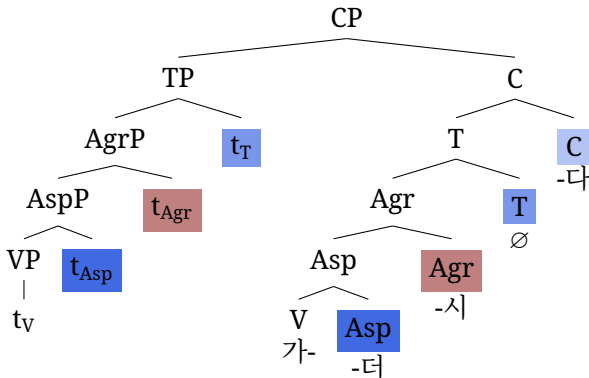 CP
TP C
AgrP t_T T C
-다
AspP t_Agr Agr T
∅
VP t_Asp Asp Agr
-시
t_V V Asp
가- -더